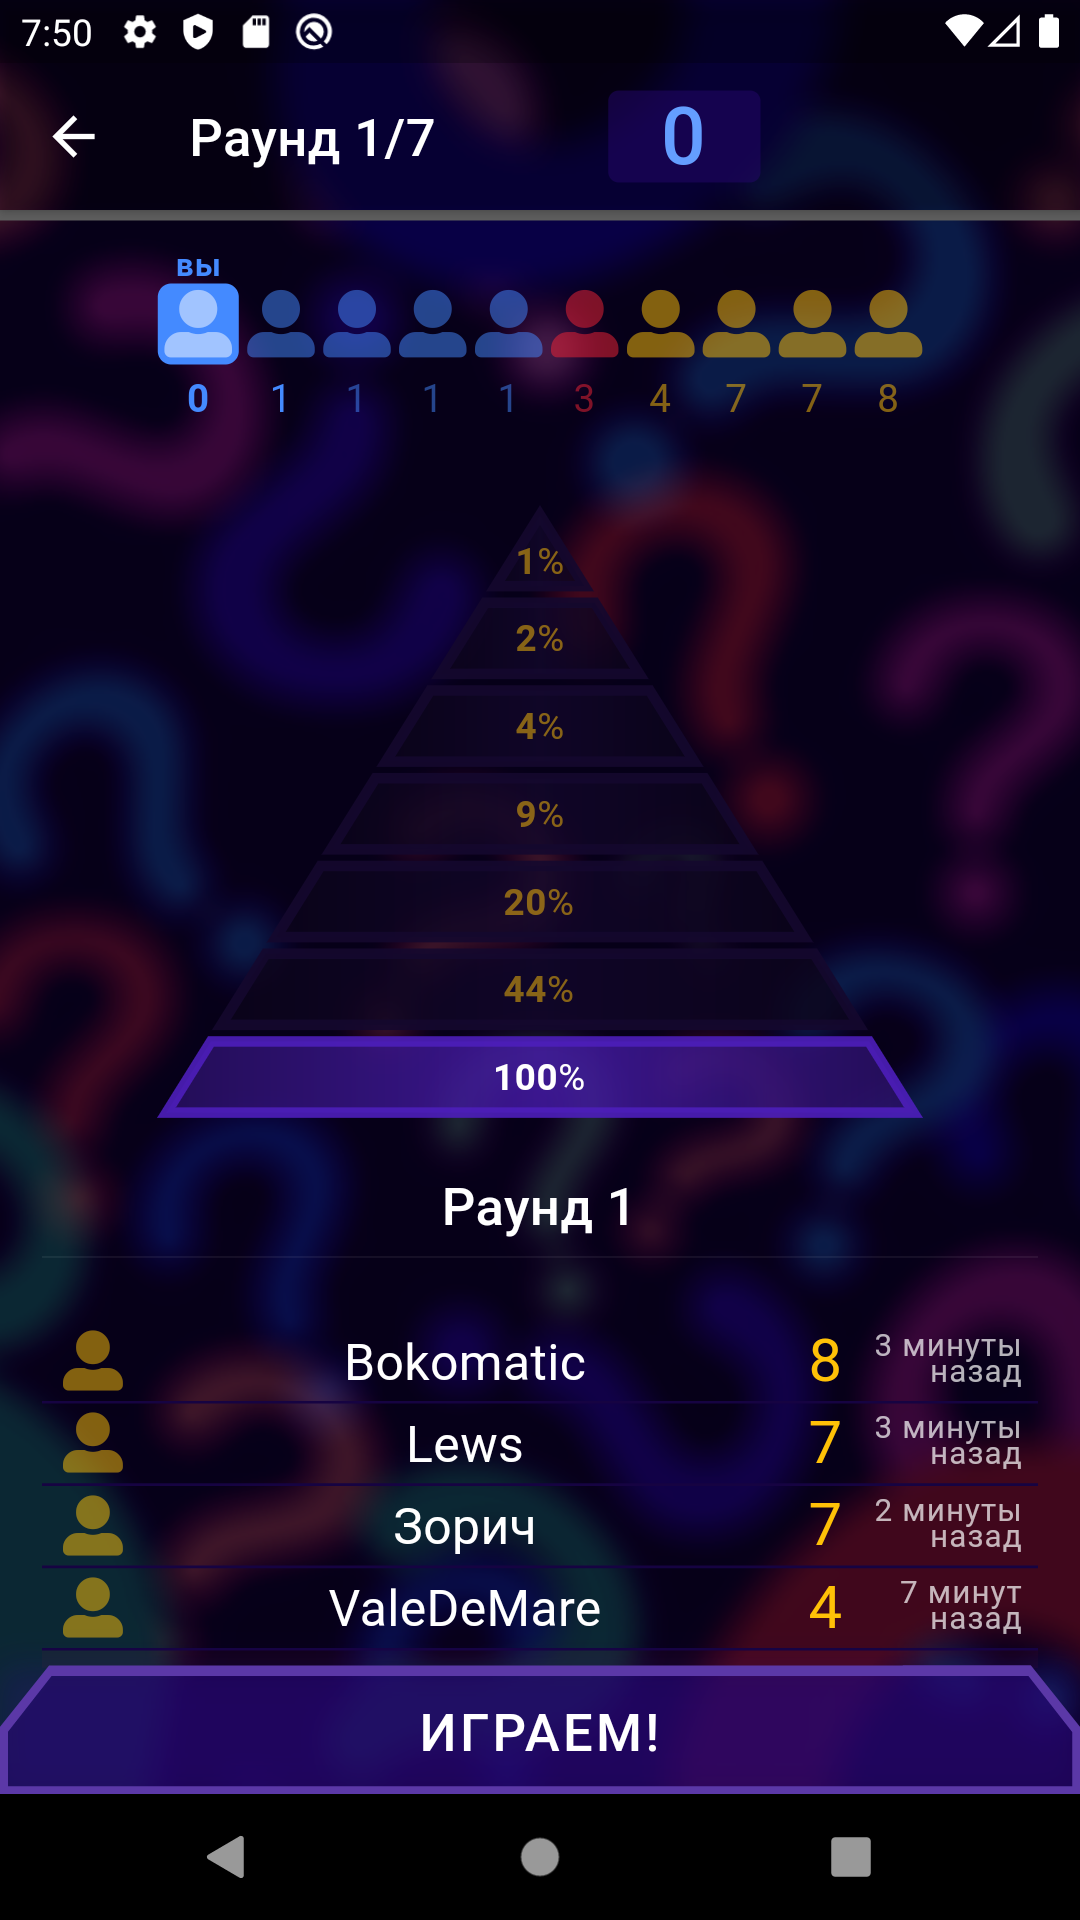 7:50
Раунд 1/7
0
вы
0 1 1 1 1 3 4 7 7 8
1%
2%
4%
9%
20%
44%
100%
Раунд 1
Bokomatic 8 3 минуты
назад
Lews 7 3 минуты
назад
Зорич 7 2 минуты
назад
ValeDeMare 4 7 минут
назад
ИГРАЕМ!